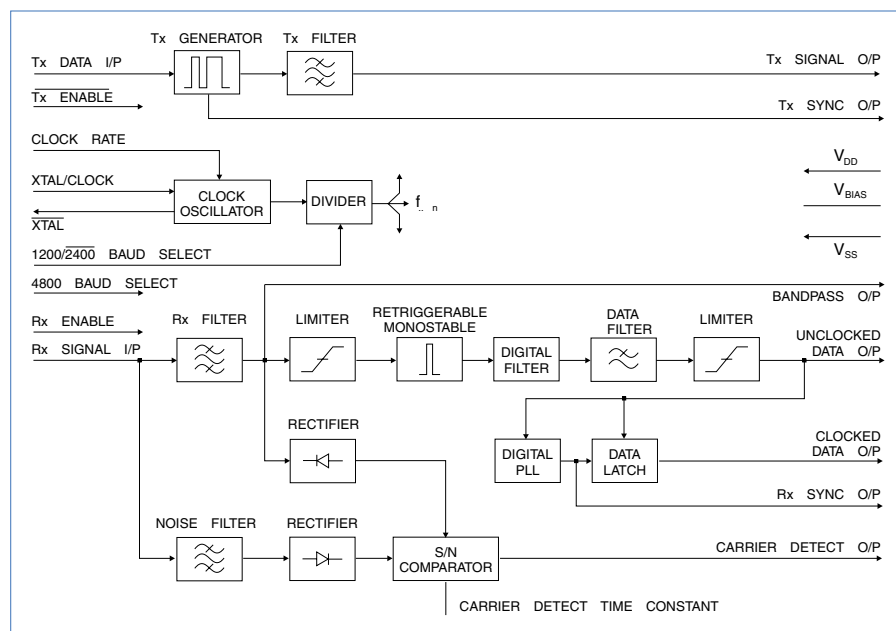 Tx GENERATOR
Tx FILTER
Tx DATA I/P
Tx SIGNAL O/P
Tx ENABLE
Tx SYNC O/P
CLOCK RATE
VDD
XTAL/CLOCK
CLOCK
OSCILLATOR
DIVIDER
f
n
VBIAS
XTAL
1200/2400 BAUD SELECT
VSS
4800 BAUD SELECT
BANDPASS O/P
Rx ENABLE
Rx FILTER
LIMITER
RETRIGGERABLE
MONOSTABLE
DATA
FILTER
LIMITER
UNCLOCKED
DATA O/P
Rx SIGNAL I/P
DIGITAL
FILTER
RECTIFIER
DIGITAL
PLL
DATA
LATCH
CLOCKED
DATA O/P
Rx SYNC O/P
NOISE FILTER
RECTIFIER
S/N
COMPARATOR
CARRIER DETECT O/P
CARRIER DETECT TIME CONSTANT